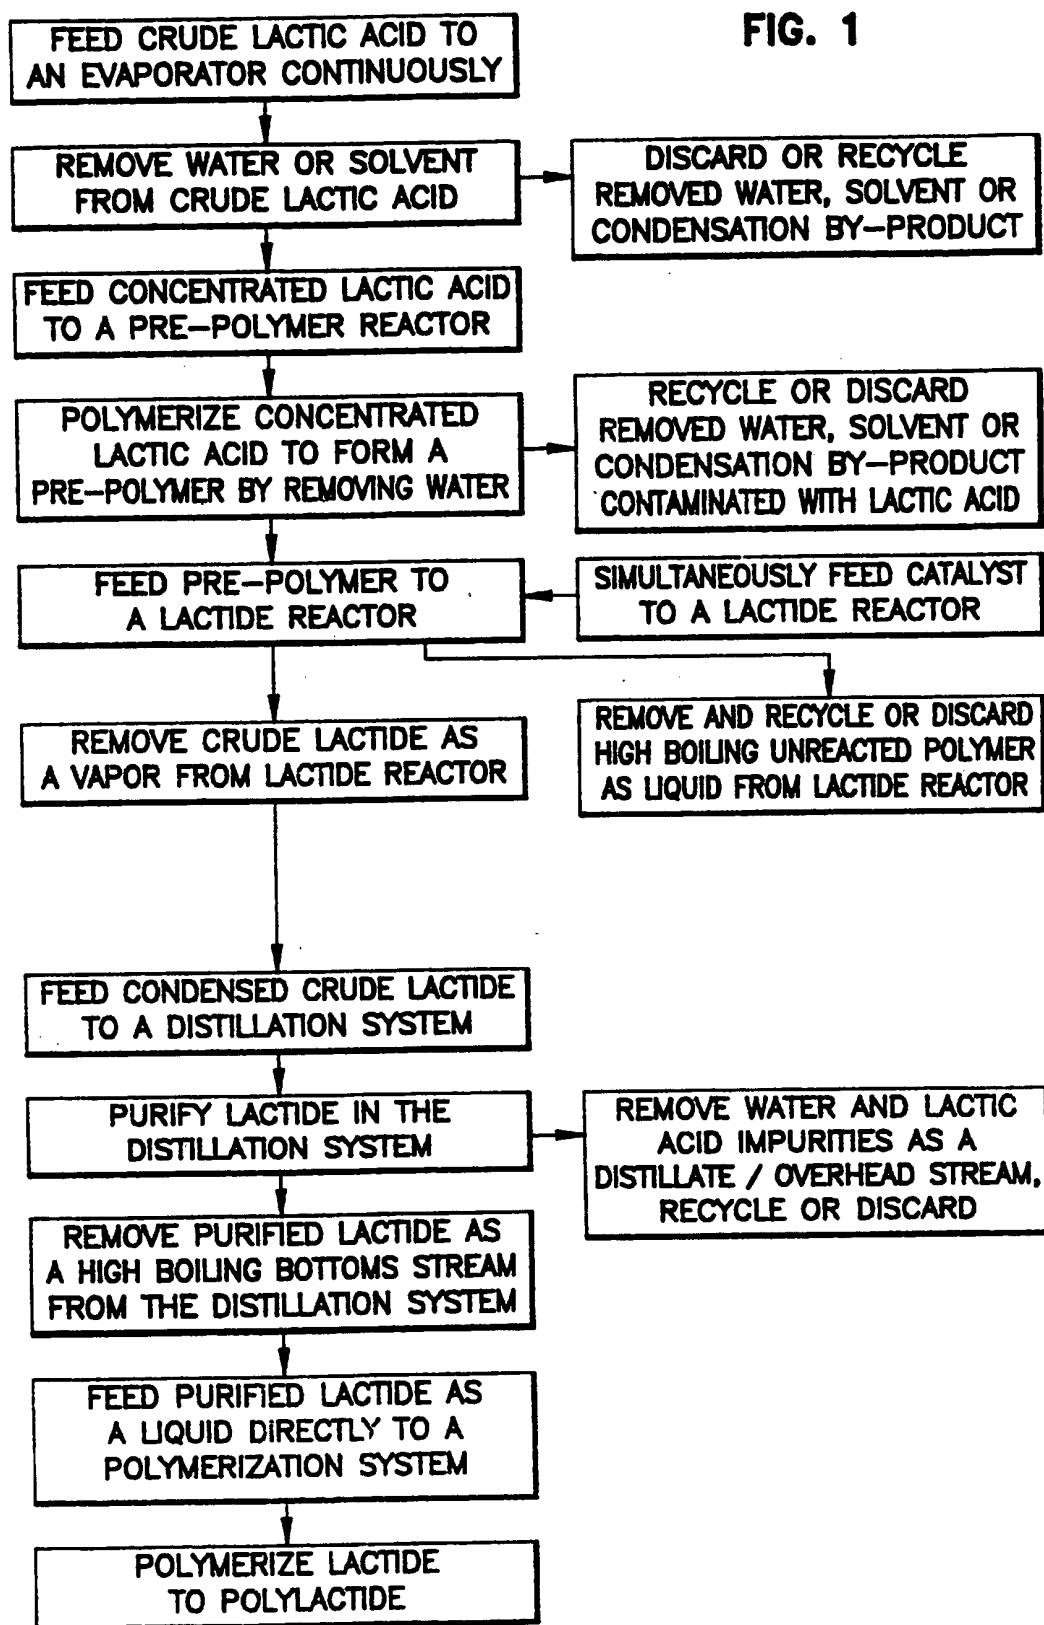 FIG. 1
FEED CRUDE LACTIC ACID TO
AN EVAPORATOR CONTINUOUSLY
REMOVE WATER OR SOLVENT
FROM CRUDE LACTIC ACID
DISCARD OR RECYCLE
REMOVED WATER, SOLVENT OR
CONDENSATION BY-PRODUCT
FEED CONCENTRATED LACTIC ACID
TO A PRE-POLYMER REACTOR
POLYMERIZE CONCENTRATED
LACTIC ACID TO FORM A
PRE-POLYMER BY REMOVING WATER
RECYCLE OR DISCARD
REMOVED WATER, SOLVENT OR
CONDENSATION BY-PRODUCT
CONTAMINATED WITH LACTIC ACID
FEED PRE-POLYMER TO
A LACTIDE REACTOR
SIMULTANEOUSLY FEED CATALYST
TO A LACTIDE REACTOR
REMOVE CRUDE LACTIDE AS
A VAPOR FROM LACTIDE REACTOR
REMOVE AND RECYCLE OR DISCARD
HIGH BOILING UNREACTED POLYMER
AS LIQUID FROM LACTIDE REACTOR
FEED CONDENSED CRUDE LACTIDE
TO A DISTILLATION SYSTEM
PURIFY LACTIDE IN THE
DISTILLATION SYSTEM
REMOVE WATER AND LACTIC
ACID IMPURITIES AS A
DISTILLATE / OVERHEAD STREAM,
RECYCLE OR DISCARD
REMOVE PURIFIED LACTIDE AS
A HIGH BOILING BOTTOMS STREAM
FROM THE DISTILLATION SYSTEM
FEED PURIFIED LACTIDE AS
A LIQUID DIRECTLY TO A
POLYMERIZATION SYSTEM
POLYMERIZE LACTIDE
TO POLYLACTIDE